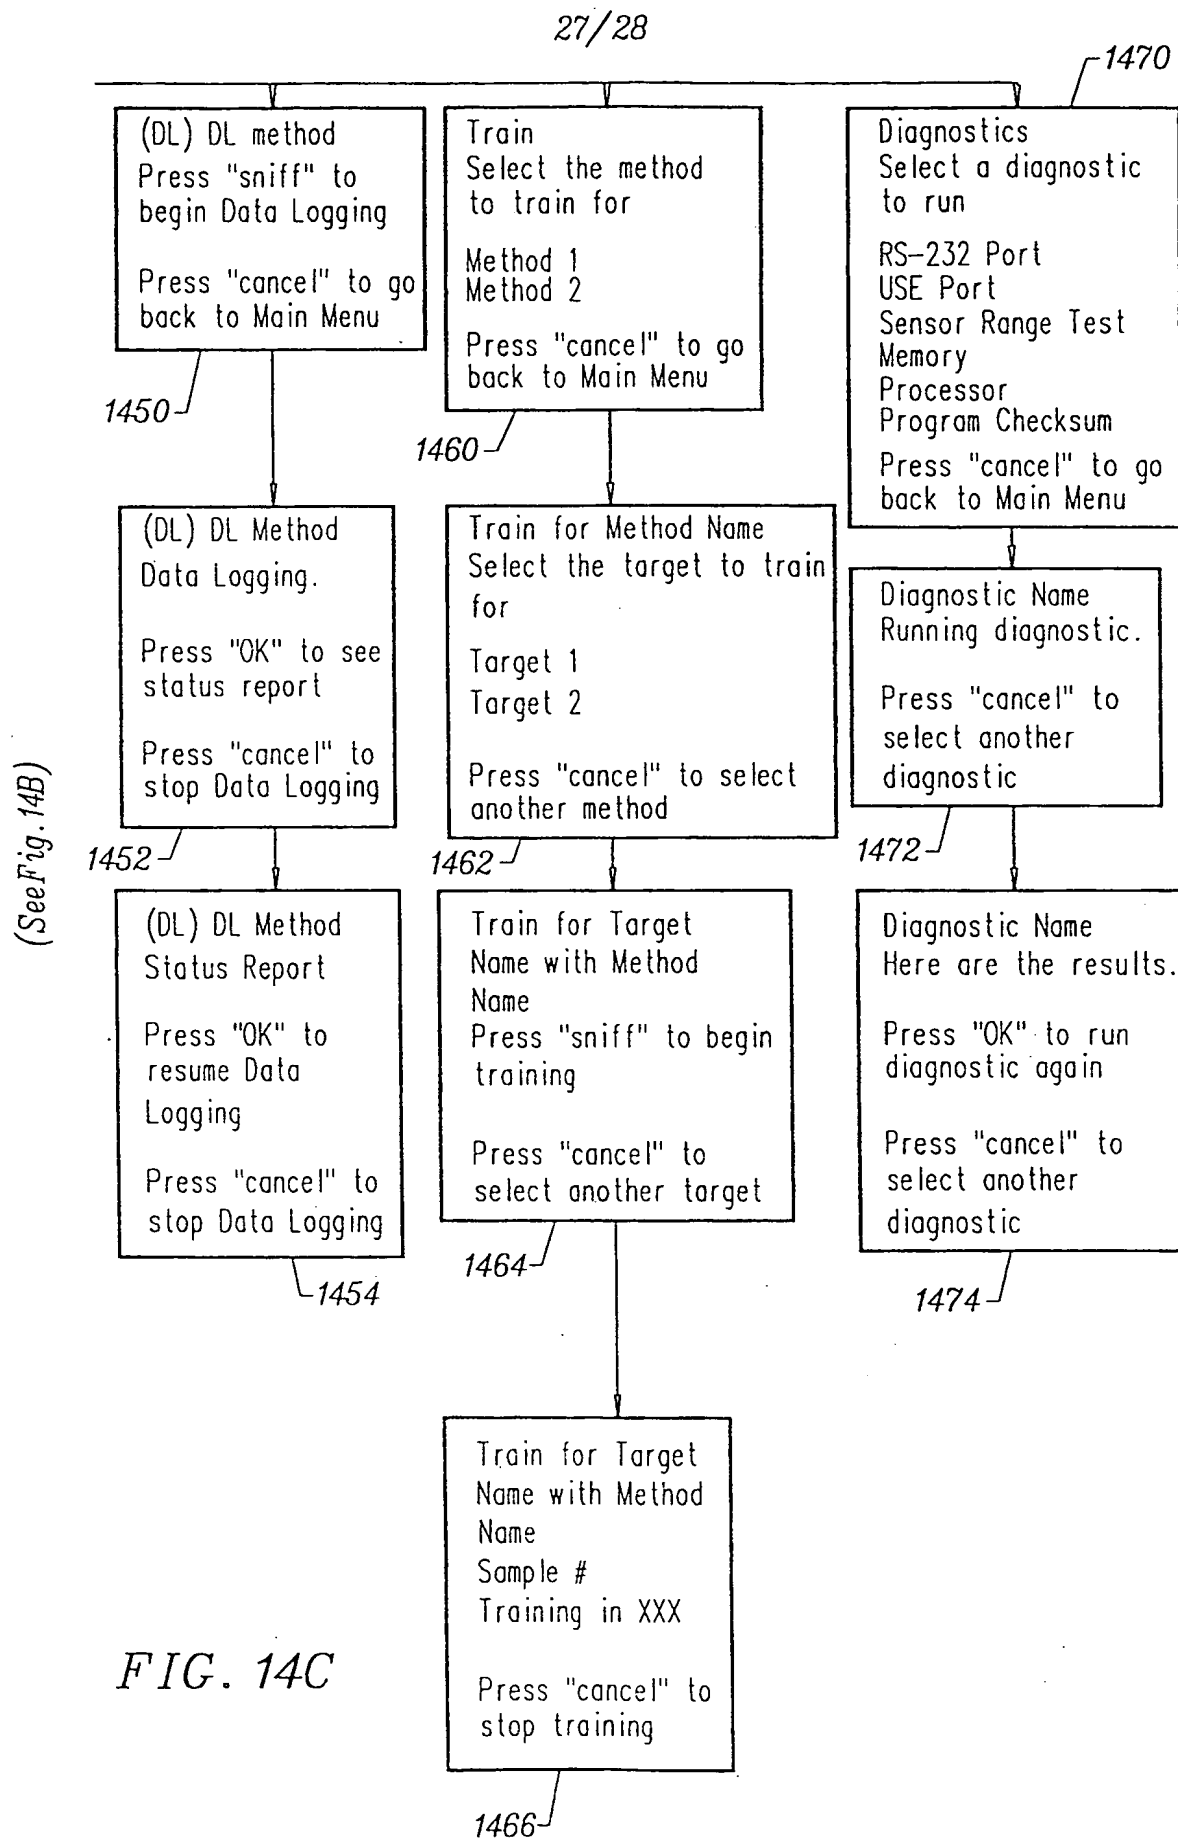 27/28
1470
(DL) DL method
Press "sniff" to
begin Data Logging
Press "cancel" to go
back to Main Menu
1450
Train
Select the method
to train for
Method 1
Method 2
Press "cancel" to go
back to Main Menu
1460
Diagnostics
Select a diagnostic
to run
RS-232 Port
USE Port
Sensor Range Test
Memory
Processor
Program Checksum
Press "cancel" to go
back to Main Menu
(DL) DL Method
Data Logging.
Press "OK" to see
status report
Press "cancel" to
stop Data Logging
1452
Train for Method Name
Select the target to train
for
Target 1
Target 2
Press "cancel" to select
another method
1462
Diagnostic Name
Running diagnostic.
Press "cancel" to
select another
diagnostic
1472
(See Fig. 14B)
(DL) DL Method
Status Report
Press "OK" to
resume Data
Logging
Press "cancel" to
stop Data Logging
1454
Train for Target
Name with Method
Name
Press "sniff" to begin
training
Press "cancel" to
select another target
1464
Diagnostic Name
Here are the results.
Press "OK" to run
diagnostic again
Press "cancel" to
select another
diagnostic
1474
Train for Target
Name with Method
Name
Sample #
Training in XXX
Press "cancel" to
stop training
1466
FIG. 14C